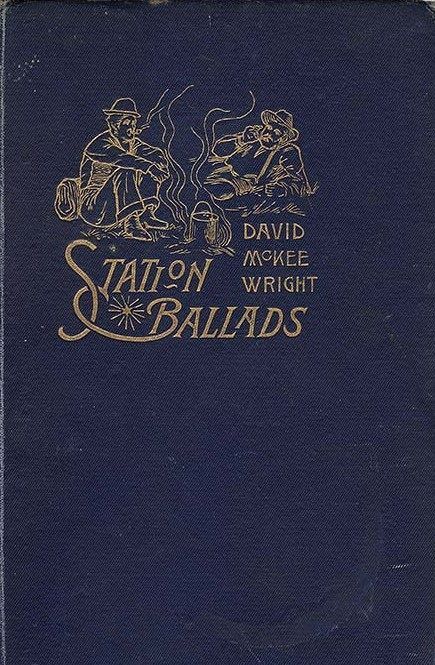 DAVID
McKEE
WRIGHT
STATION
BALLADS